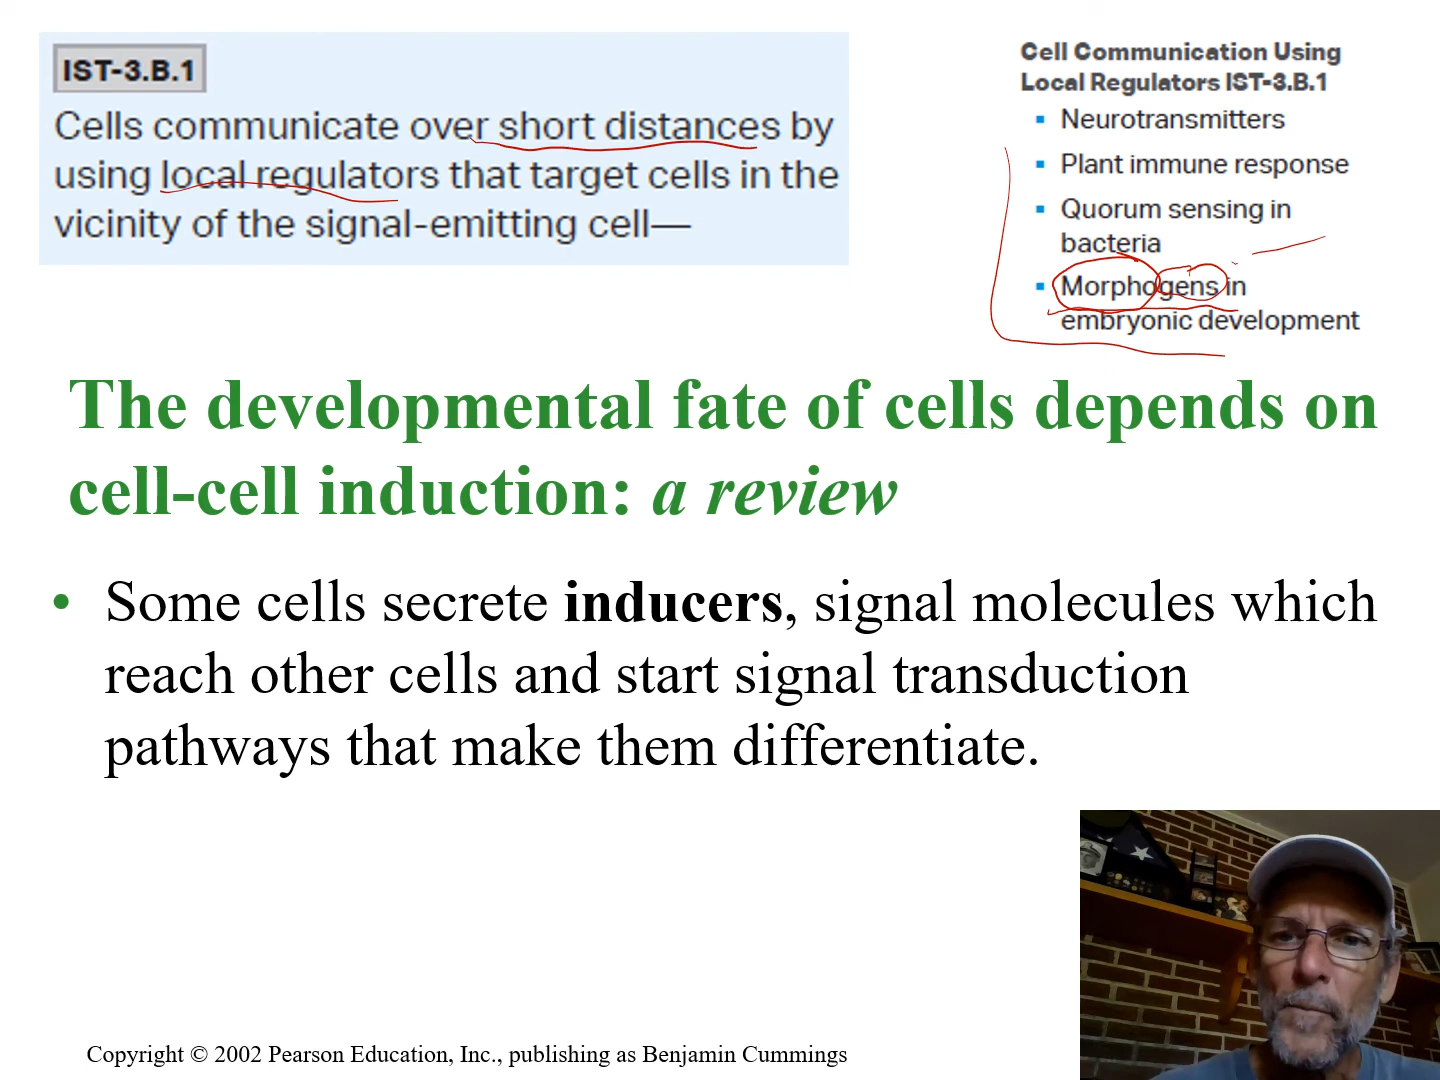 IST-3.B.1
Cells communicate over short distances by
using local regulators that target cells in the
vicinity of the signal-emitting cell—
Cell Communication Using
Local Regulators IST-3.B.1
▪ Neurotransmitters
▪ Plant immune response
▪ Quorum sensing in
bacteria
▪ Morphogens in
embryonic development
The developmental fate of cells depends on
cell-cell induction: a review
• Some cells secrete inducers, signal molecules which
reach other cells and start signal transduction
pathways that make them differentiate.
Copyright © 2002 Pearson Education, Inc., publishing as Benjamin Cummings